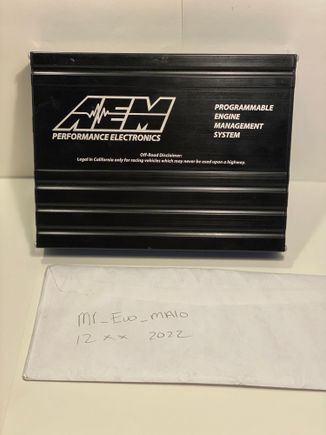 AEM
PERFORMANCE ELECTRONICS
PROGRAMMABLE
ENGINE
MANAGEMENT
SYSTEM
Off-Road Disclaimer:
Legal in California only for racing vehicles which may never be used upon a highway.
Mr_Evo_MAIO
12 xx 2022